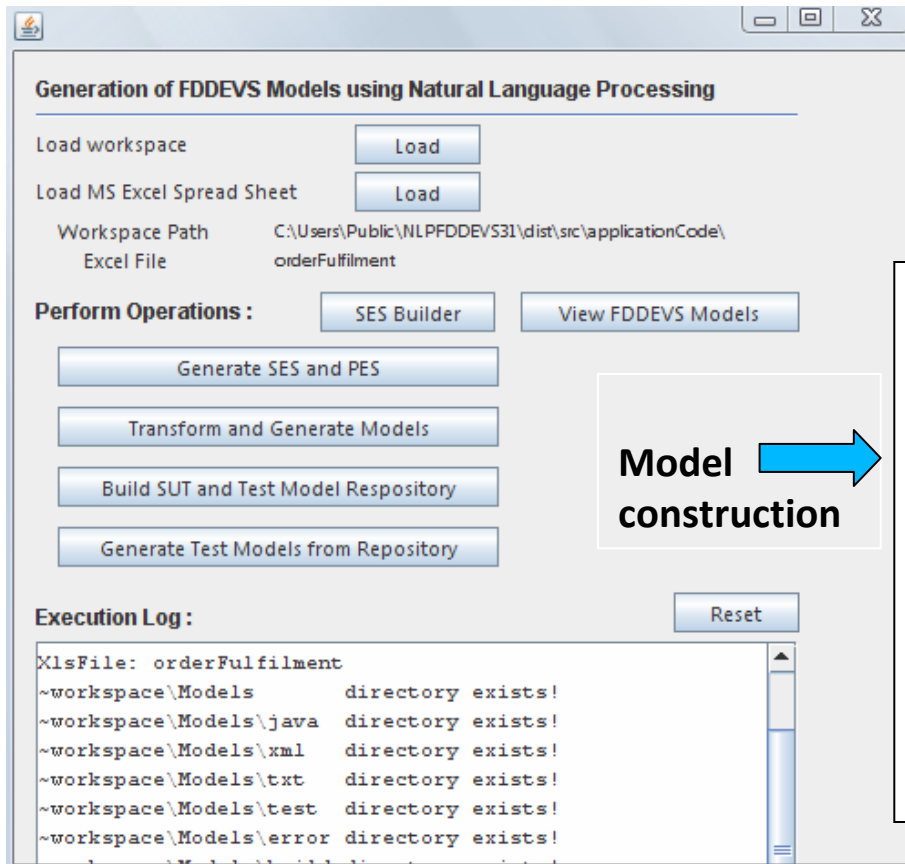 Generation of FDDEVS Models using Natural Language Processing
Load workspace Load
Load MS Excel Spread Sheet Load
Workspace Path C:\Users\Public\NLPFDDEVS31\dist\src\applicationCode\
Excel File orderFulfilment
Perform Operations : SES Builder View FDDEVS Models
Generate SES and PES
Transform and Generate Models
Build SUT and Test Model Respository
Generate Test Models from Repository
Model
construction
Execution Log : Reset
XlsFile: orderFulfilment
~workspace\Models directory exists!
~workspace\Models\java directory exists!
~workspace\Models\xml directory exists!
~workspace\Models\txt directory exists!
~workspace\Models\test directory exists!
~workspace\Models\error directory exists!